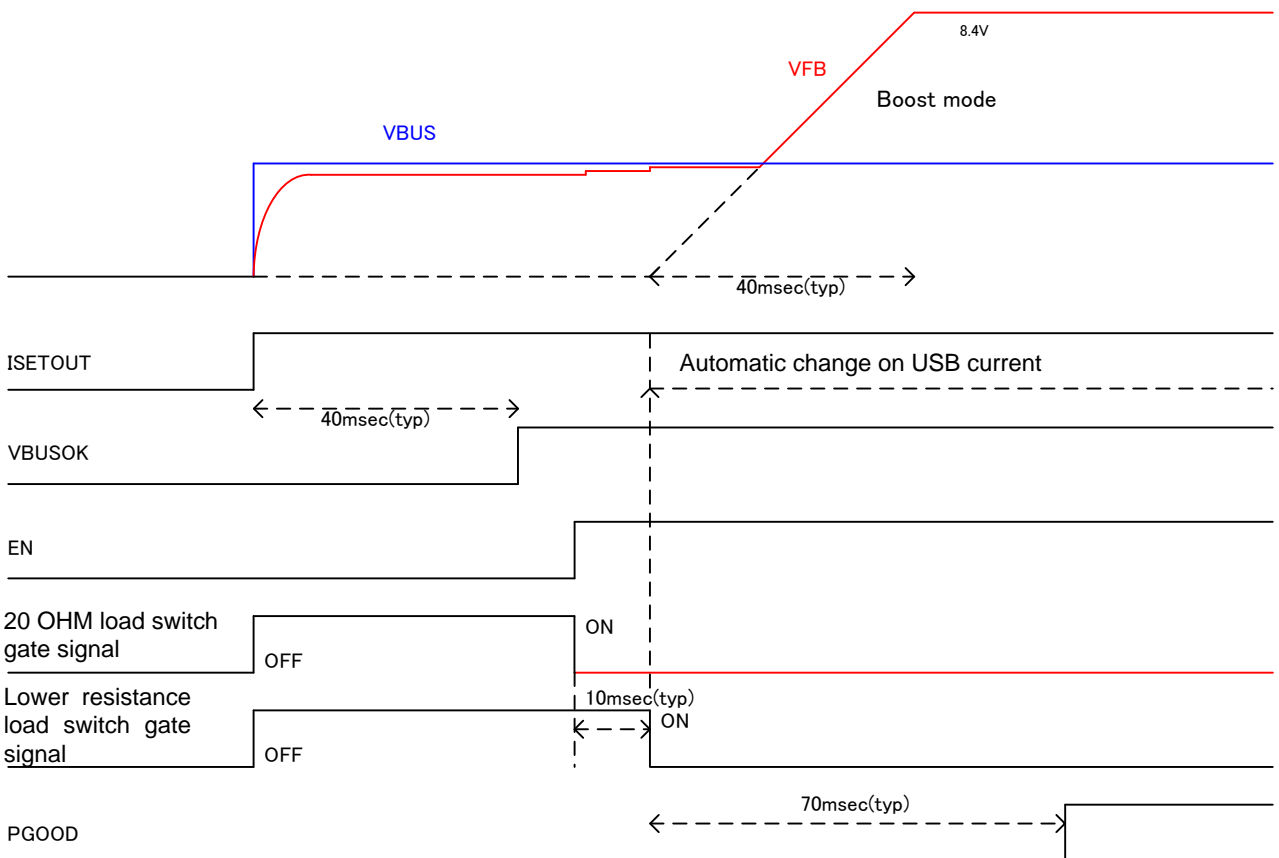 8.4V
VFB
Boost mode
VBUS
40msec(typ)
ISETOUT
Automatic change on USB current
40msec(typ)
VBUSOK
EN
20 OHM load switch
gate signal
ON
OFF
Lower resistance
load switch gate
signal
10msec(typ)
ON
OFF
70msec(typ)
PGOOD